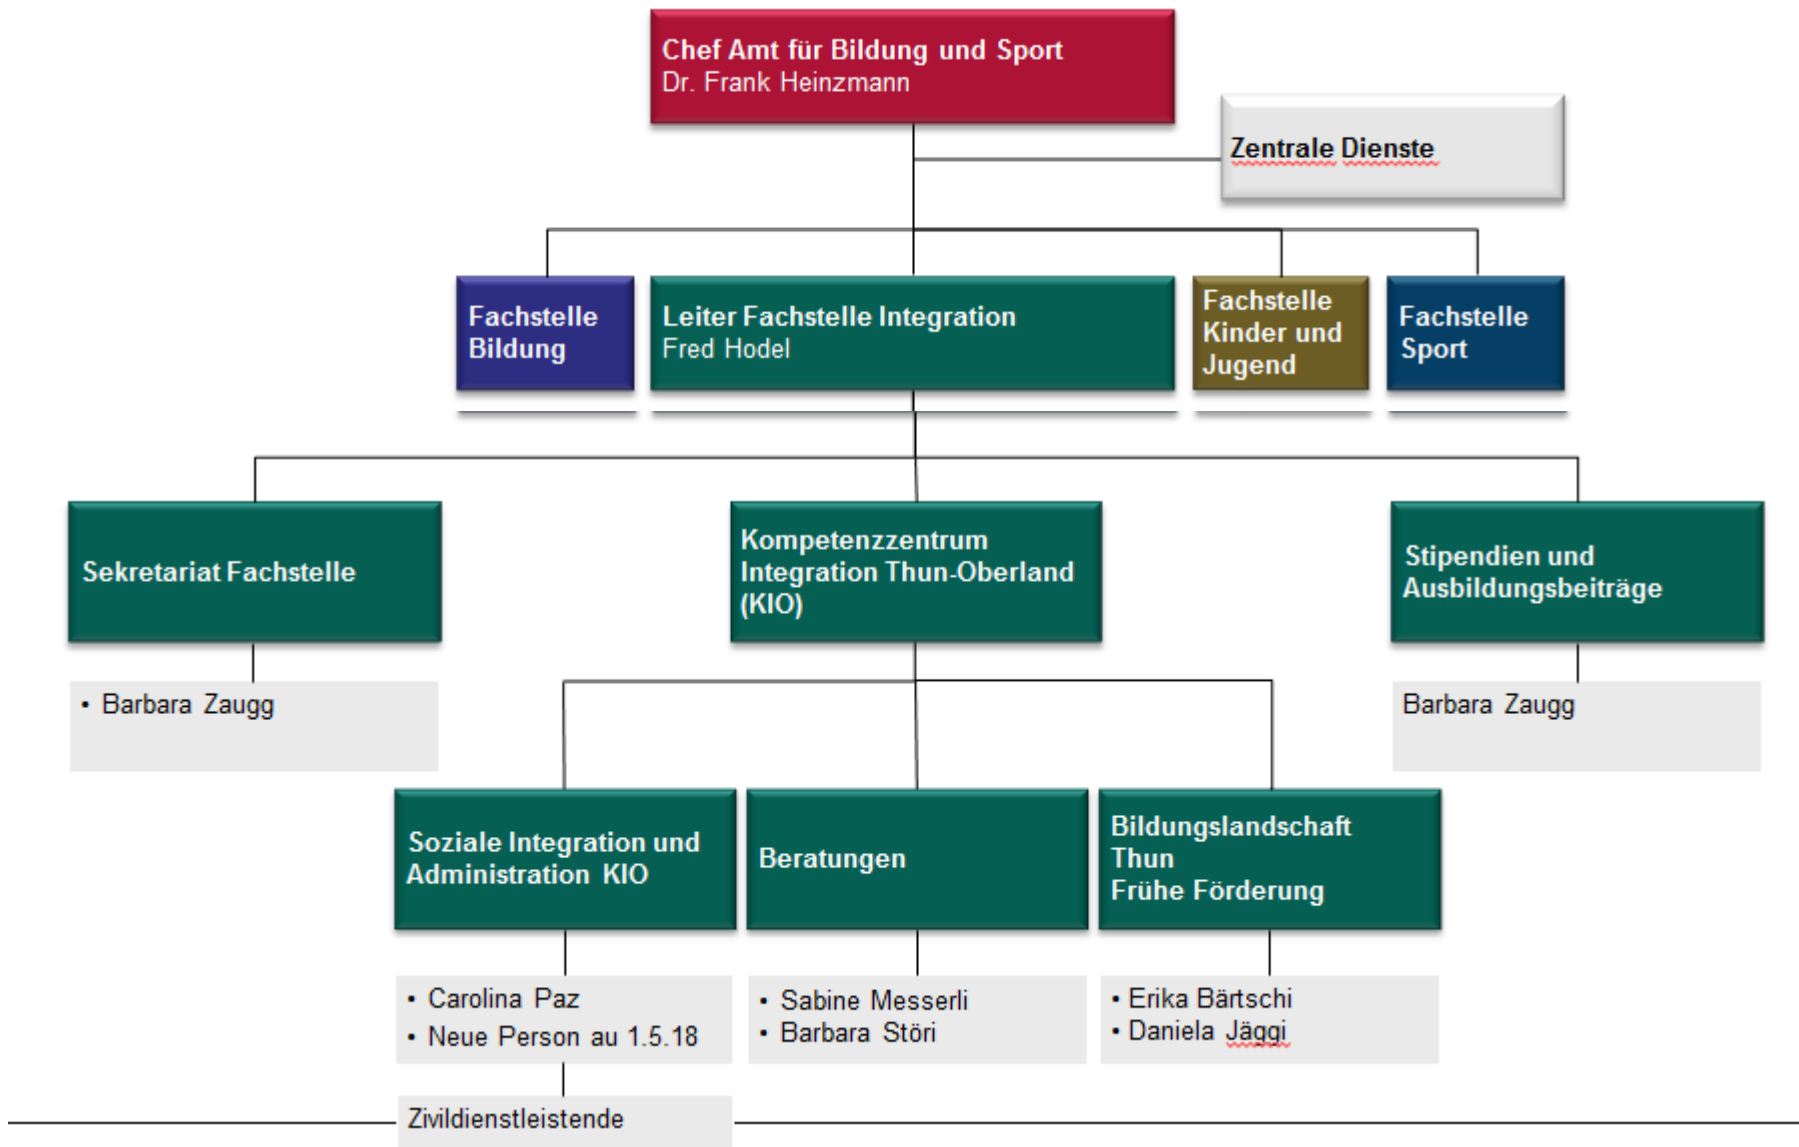 Chef Amt für Bildung und Sport
Dr. Frank Heinzmann
Zentrale Dienste
Fachstelle
Bildung
Leiter Fachstelle Integration
Fred Hodel
Fachstelle
Kinder und
Jugend
Fachstelle
Sport
Sekretariat Fachstelle
Kompetenzzentrum
Integration Thun-Oberland
(KIO)
Stipendien und
Ausbildungsbeiträge
• Barbara Zaugg
Barbara Zaugg
Soziale Integration und
Administration KIO
Beratungen
Bildungslandschaft
Thun
Frühe Förderung
• Carolina Paz
• Neue Person au 1.5.18
• Sabine Messerli
• Barbara Störi
• Erika Bärtschi
• Daniela Jäggi
Zivildienstleistende